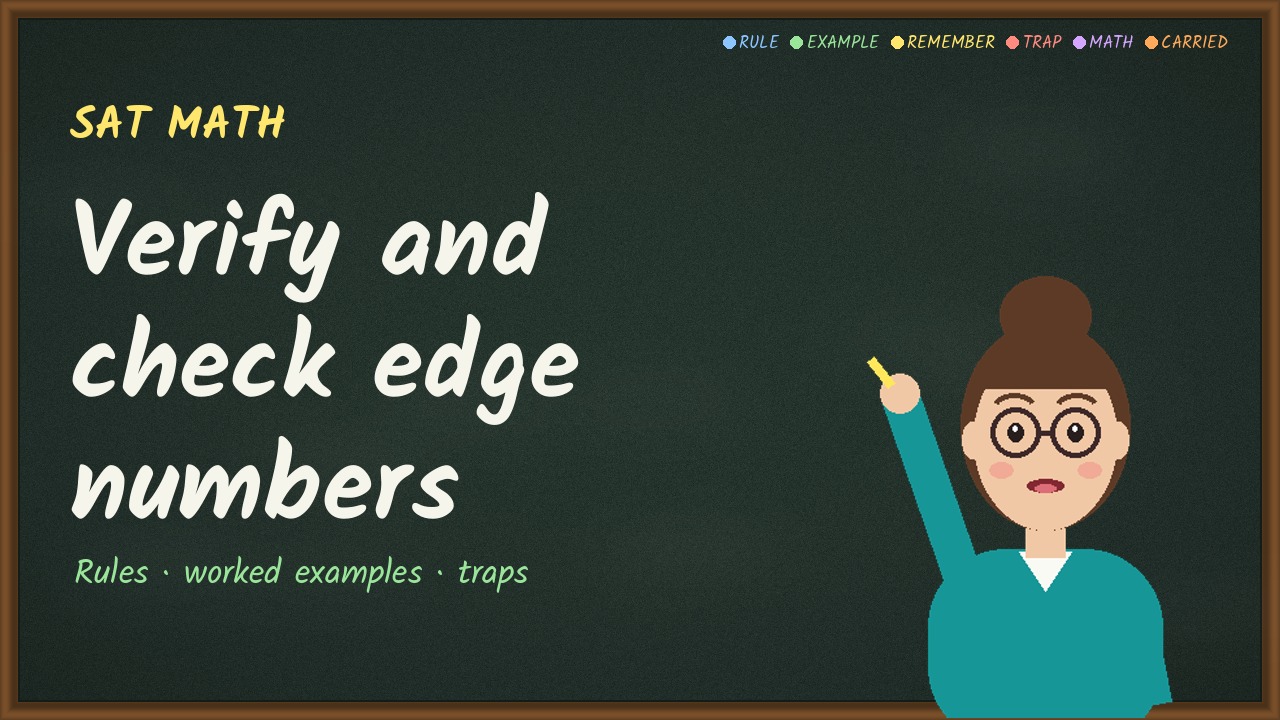 RULE EXAMPLE REMEMBER TRAP MATH CARRIED
SAT MATH
Verify and
check edge
numbers
Rules · worked examples · traps